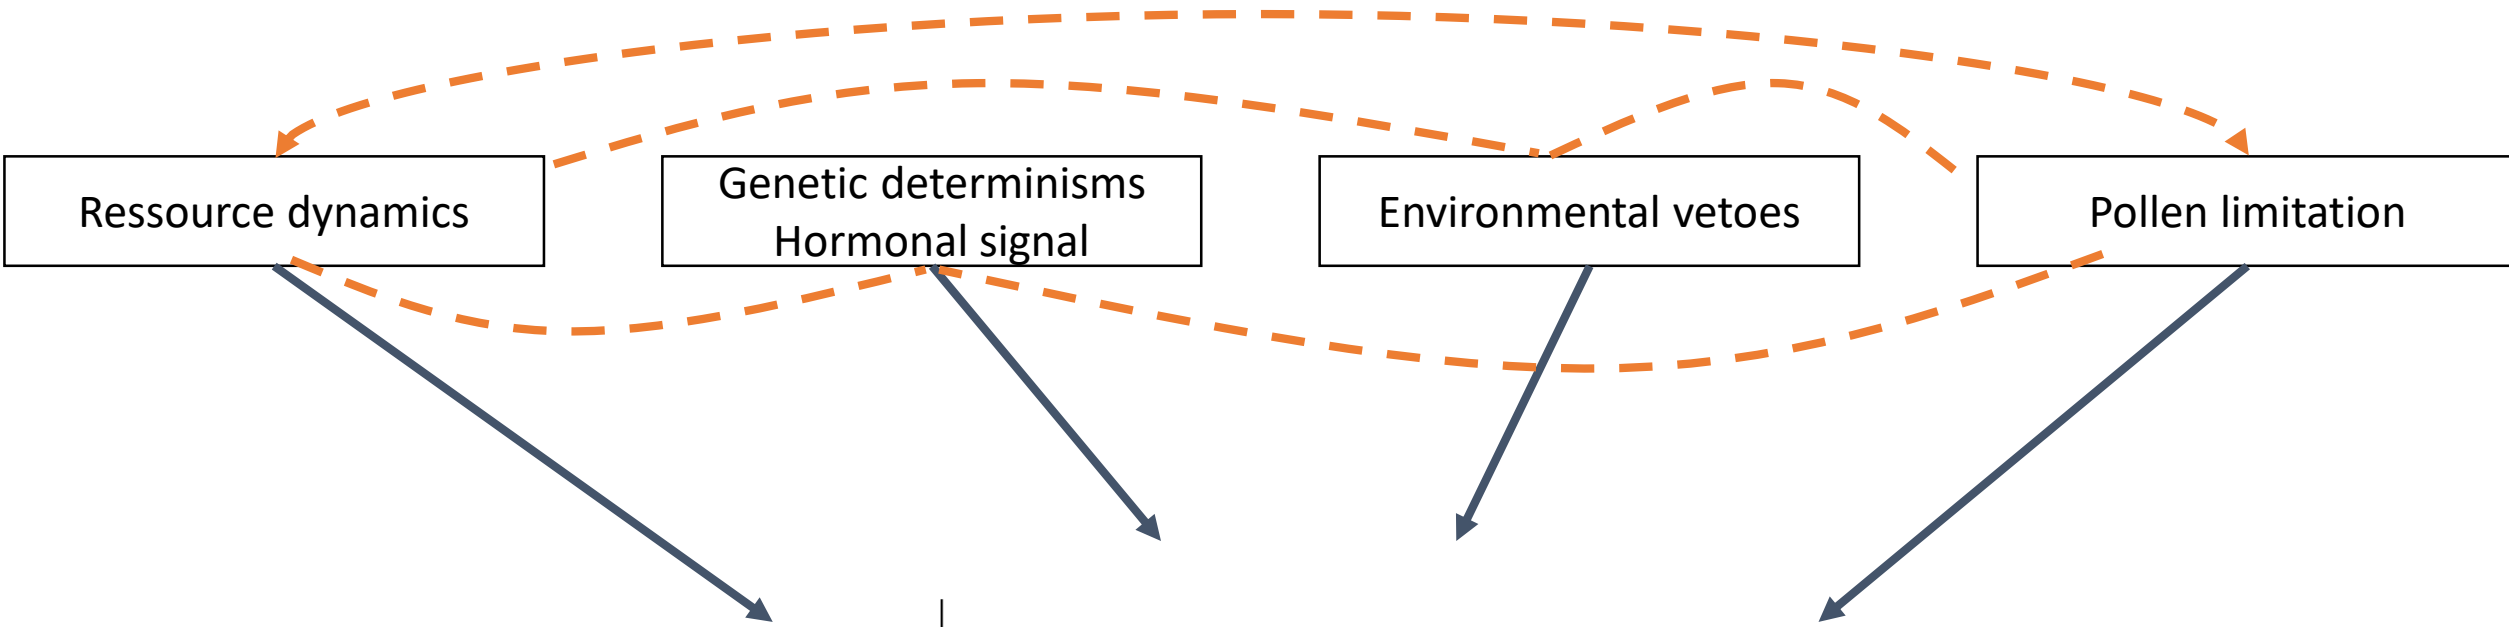 Ressource dynamics
Genetic determinisms
Hormonal signal
Environmental vetoes
Pollen limitation